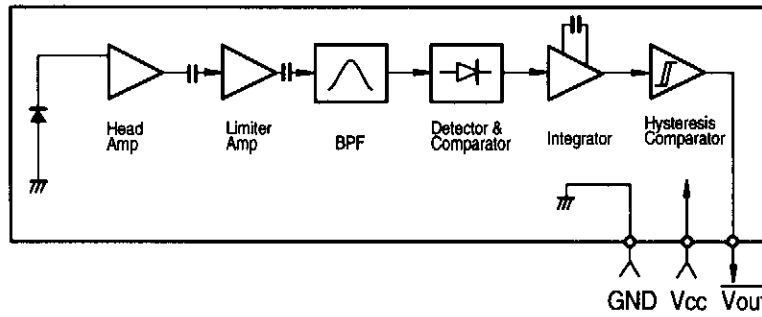 Head
Amp
Limiter
Amp
BPF
Detector &
Comparator
Integrator
Hysteresis
Comparator
GND
Vcc
Vout